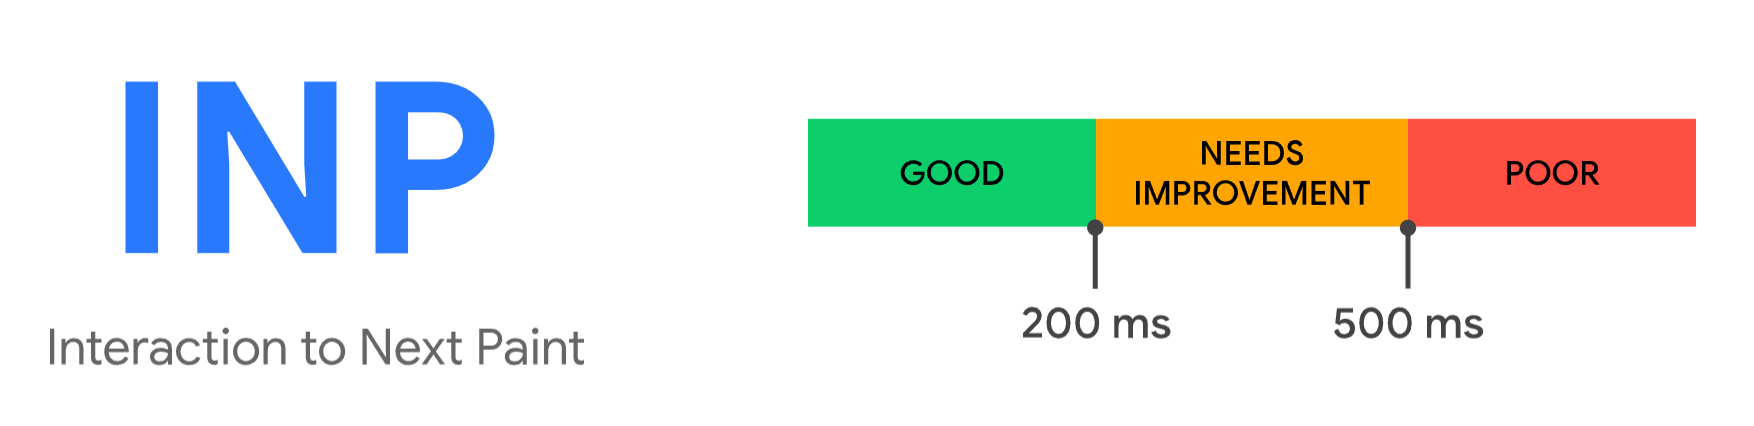 INP
Interaction to Next Paint
GOOD
NEEDS
IMPROVEMENT
POOR
200 ms
500 ms